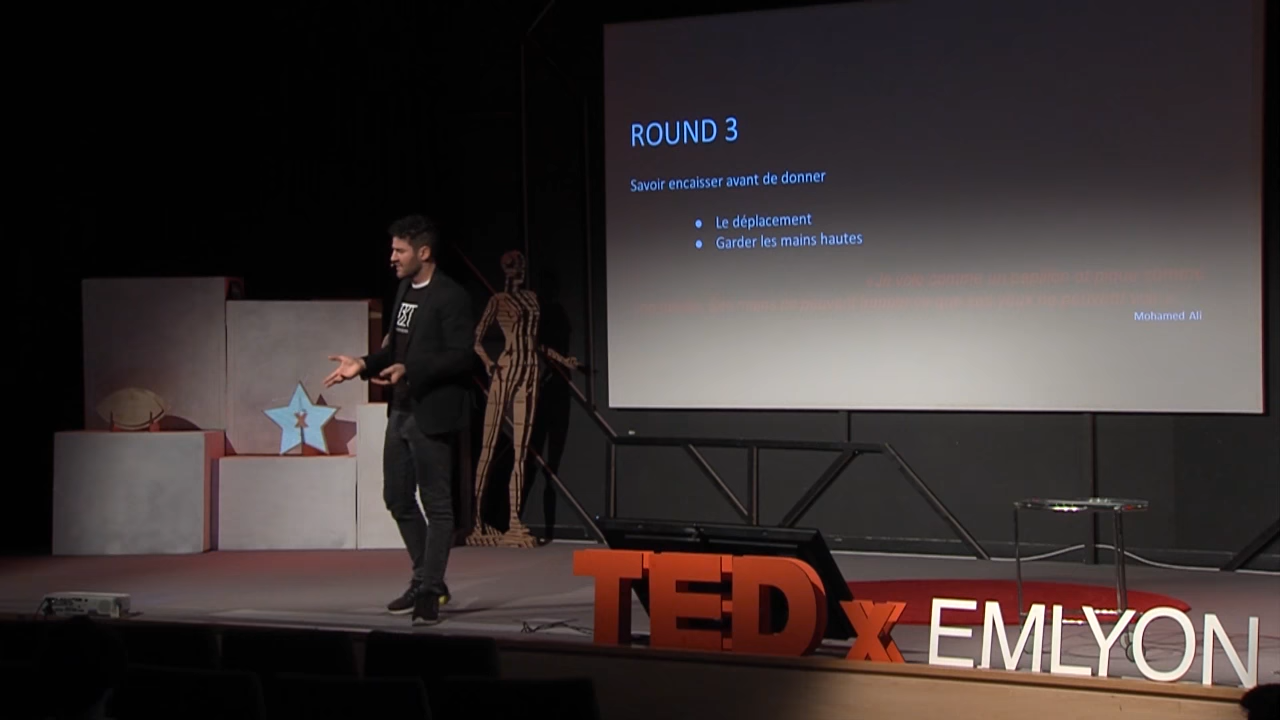 ROUND 3
Savoir encaisser avant de donner
● Le déplacement
● Garder les mains hautes
Mohamed Ali
x
TEDx EMLYON